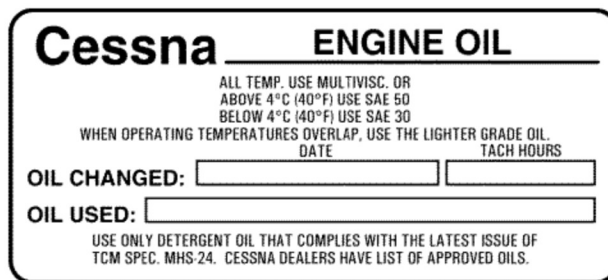 Cessna ENGINE OIL
ALL TEMP. USE MULTIVISC. OR
ABOVE 4°C (40°F) USE SAE 50
BELOW 4°C (40°F) USE SAE 30
WHEN OPERATING TEMPERATURES OVERLAP, USE THE LIGHTER GRADE OIL.
DATE TACH HOURS
OIL CHANGED:
OIL USED:
USE ONLY DETERGENT OIL THAT COMPLIES WITH THE LATEST ISSUE OF
TCM SPEC. MHS-24. CESSNA DEALERS HAVE LIST OF APPROVED OILS.